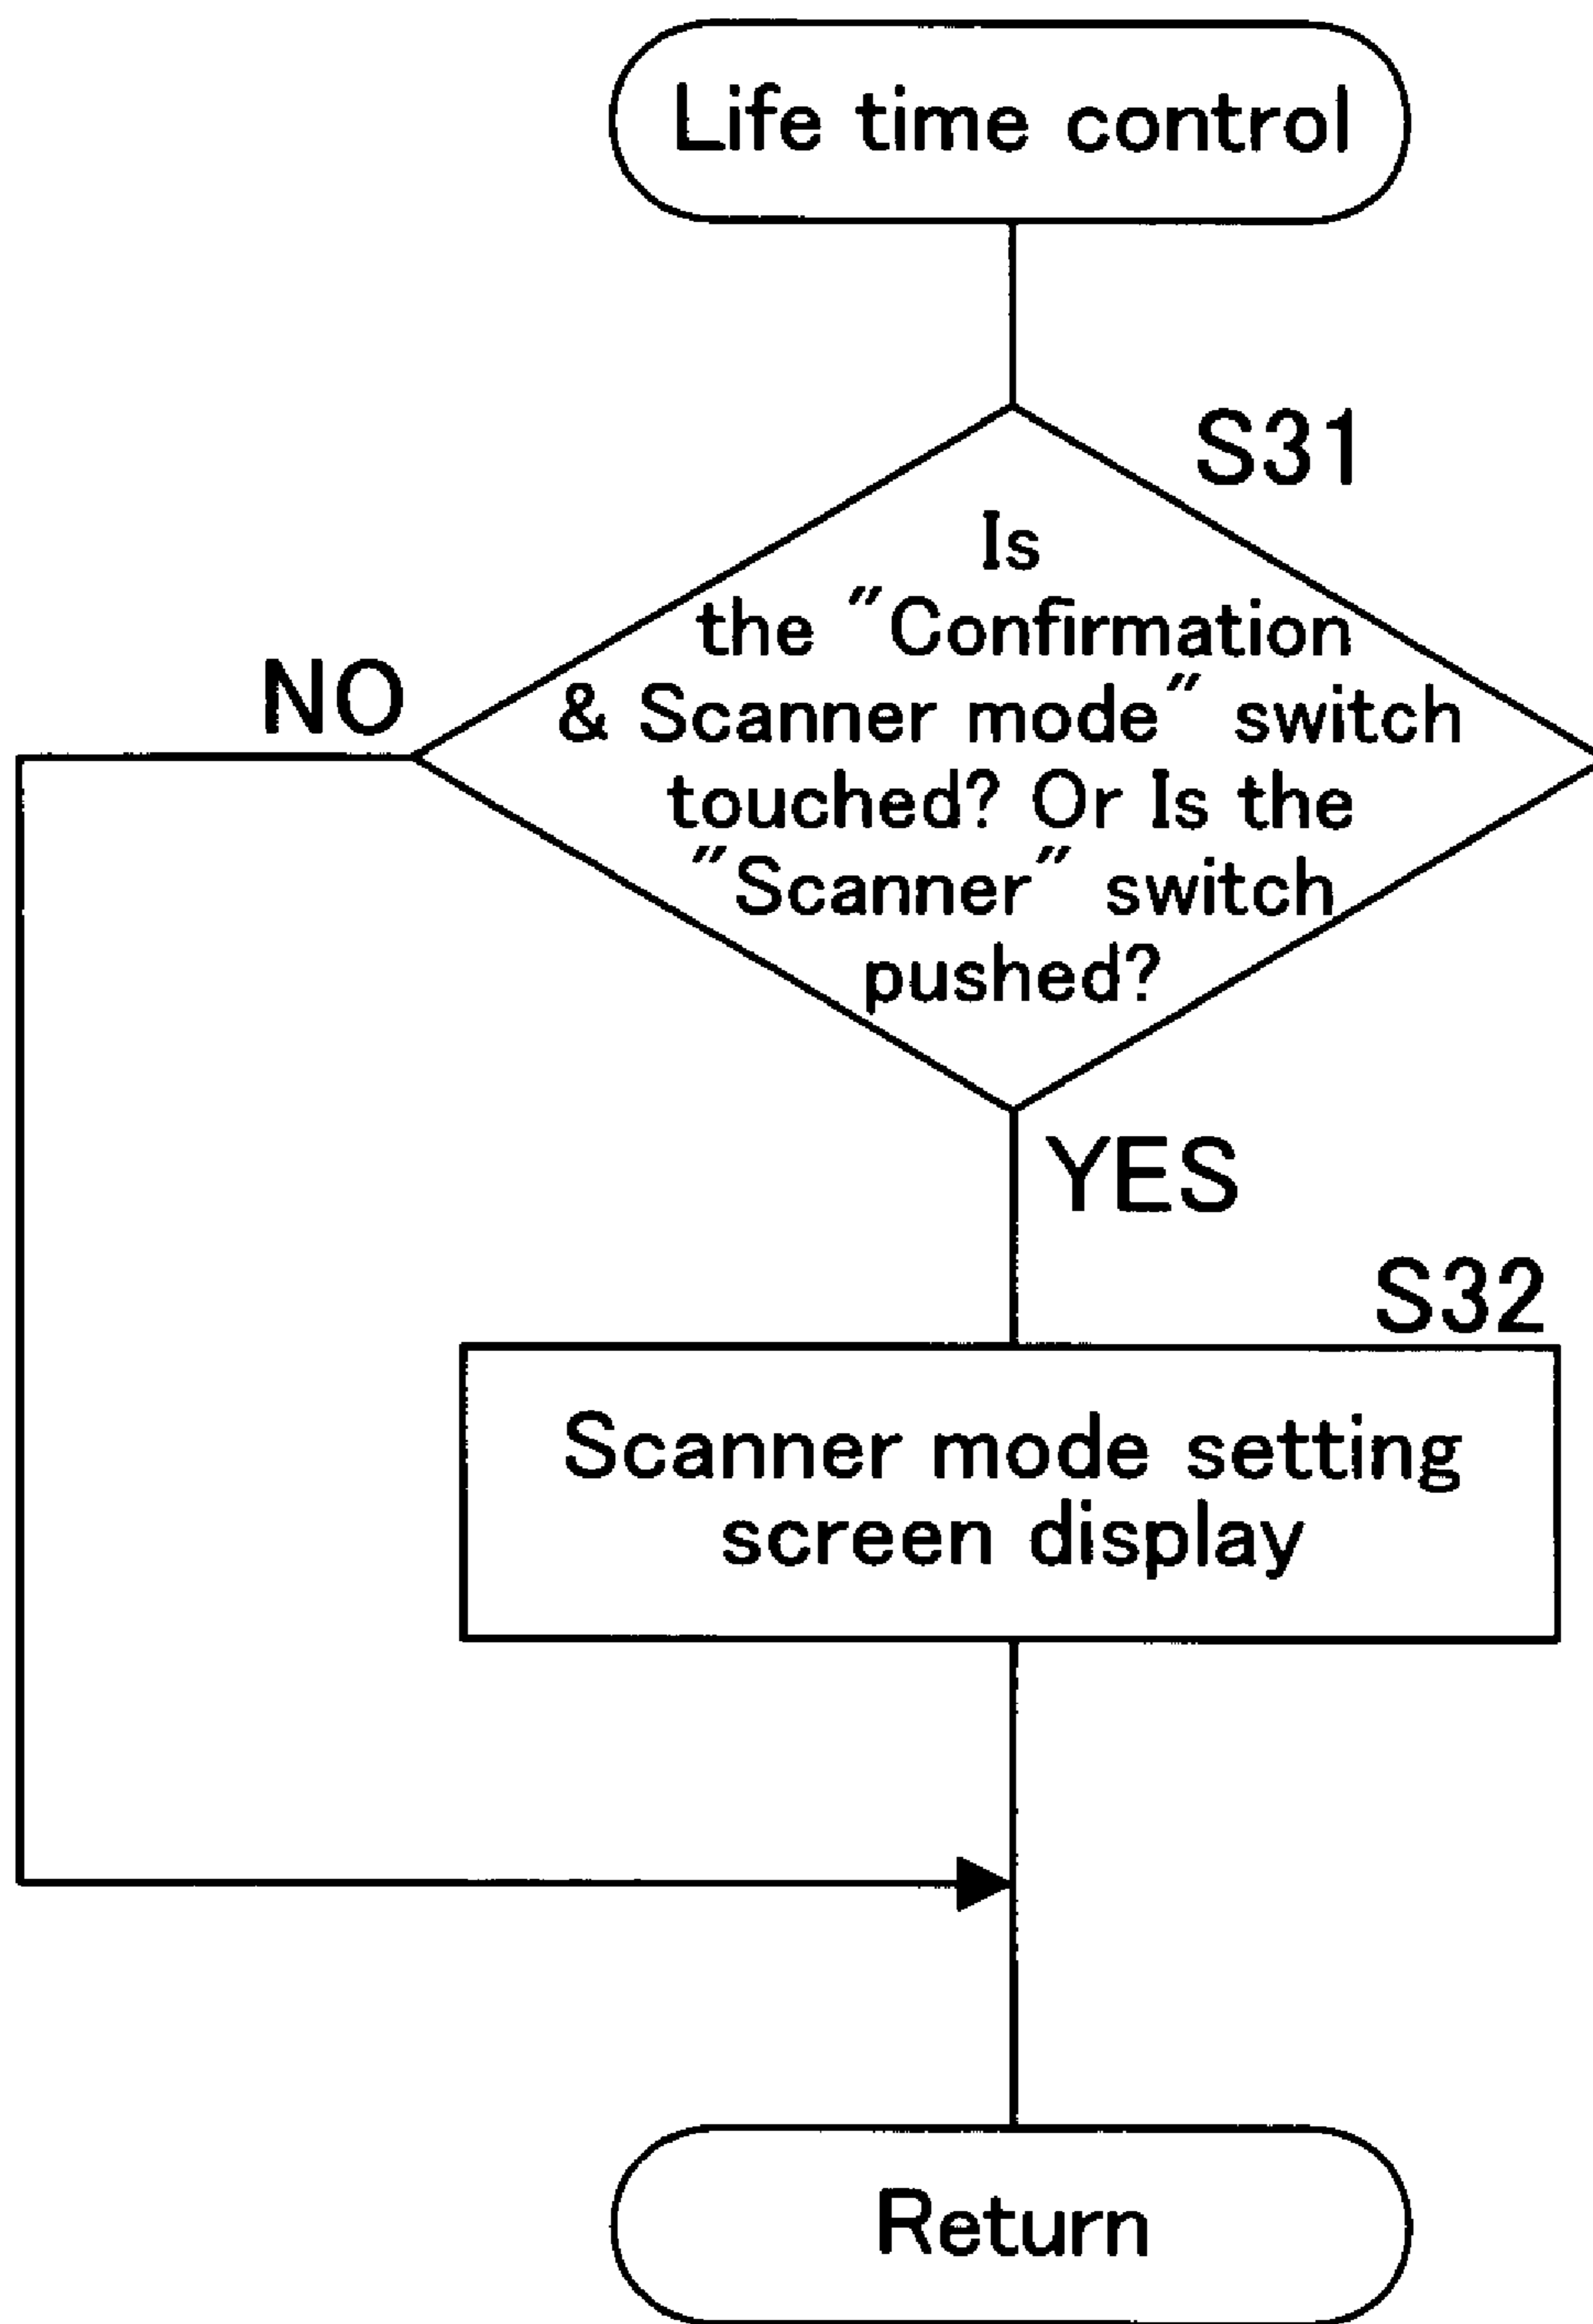 Life time control
S31
Is
the "Confirmation
& Scanner mode" switch
touched? Or Is the
"Scanner" switch
pushed?
NO
YES
S32
Scanner mode setting
screen display
Return